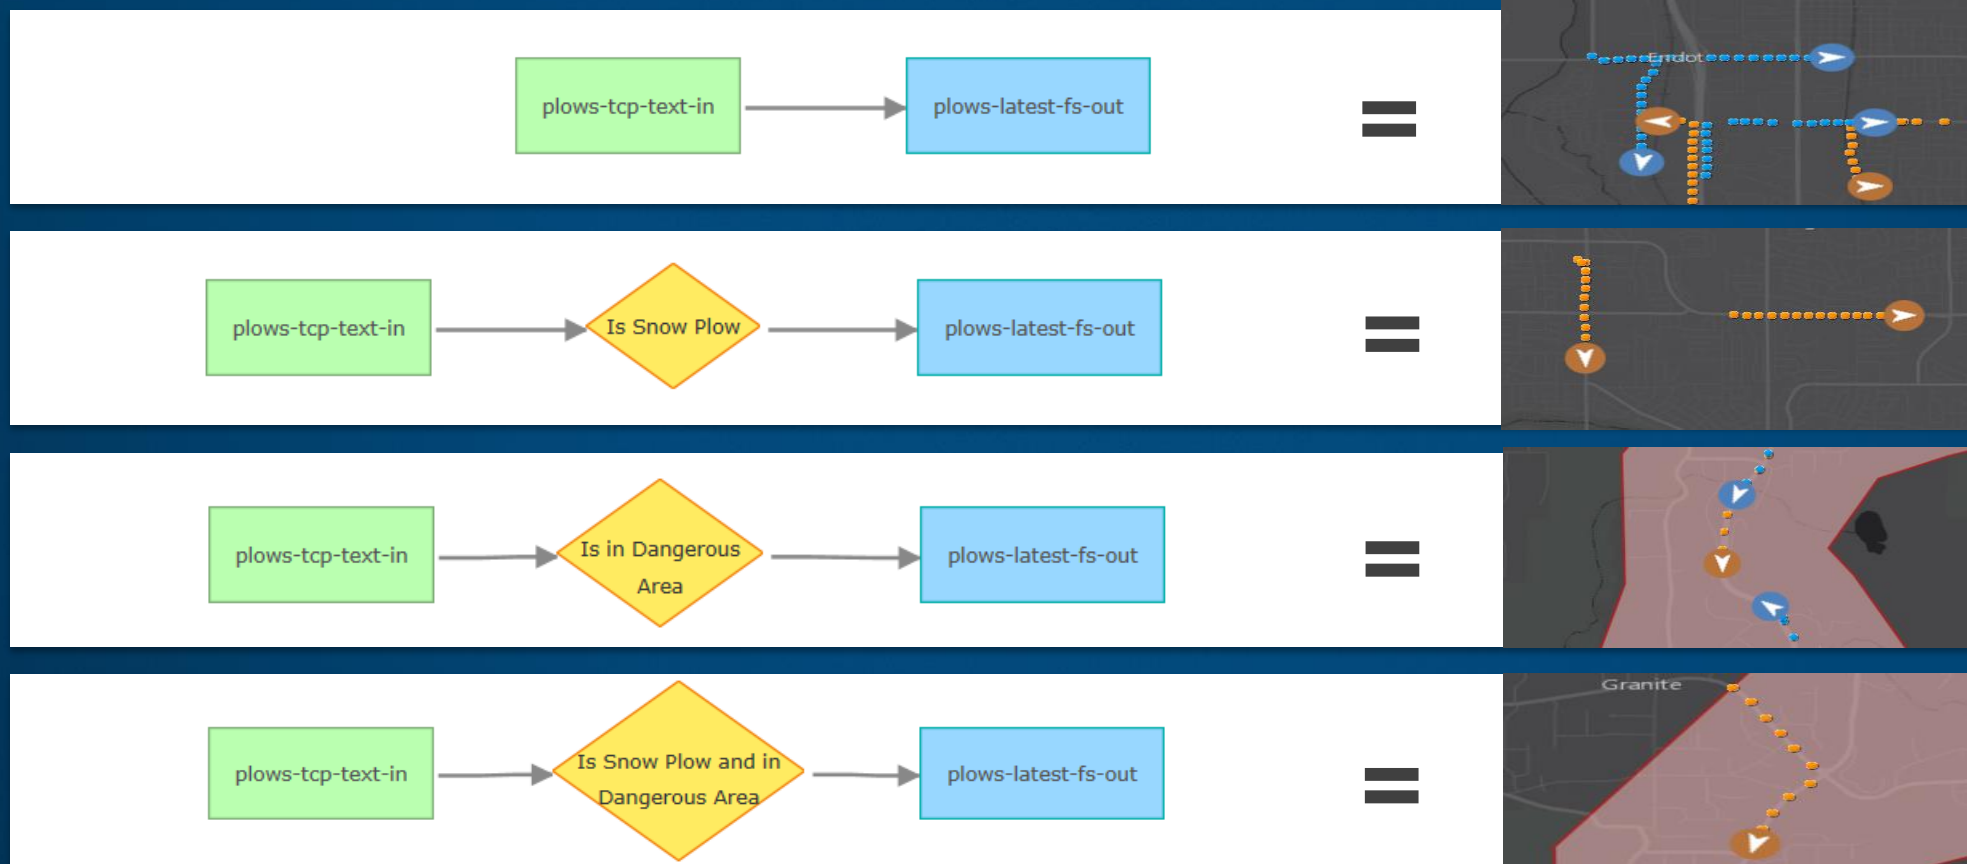 plows-tcp-text-in
plows-latest-fs-out
=
Endot
plows-tcp-text-in
Is Snow Plow
plows-latest-fs-out
=
plows-tcp-text-in
Is in Dangerous
Area
plows-latest-fs-out
=
plows-tcp-text-in
Is Snow Plow and in
Dangerous Area
plows-latest-fs-out
=
Granite